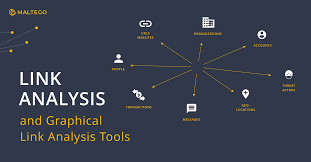 MALTEGO
URLS
WEBSITES
ORGANIZATIONS
ACCOUNTS
PEOPLE
THREAT
ACTORS
TRANSACTIONS
MESSAGES
GEO-
LOCATIONS
LINK
ANALYSIS
and Graphical
Link Analysis Tools